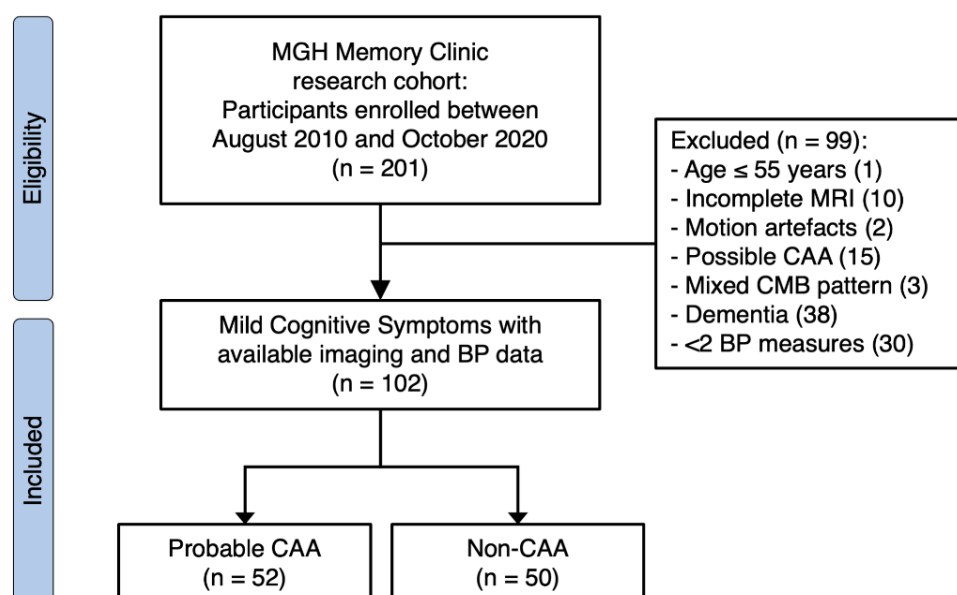 Eligibility
MGH Memory Clinic
research cohort:
Participants enrolled between
August 2010 and October 2020
(n = 201)
Excluded (n = 99):
- Age ≤ 55 years (1)
- Incomplete MRI (10)
- Motion artefacts (2)
- Possible CAA (15)
- Mixed CMB pattern (3)
- Dementia (38)
- <2 BP measures (30)
Included
Mild Cognitive Symptoms with
available imaging and BP data
(n = 102)
Probable CAA
(n = 52)
Non-CAA
(n = 50)